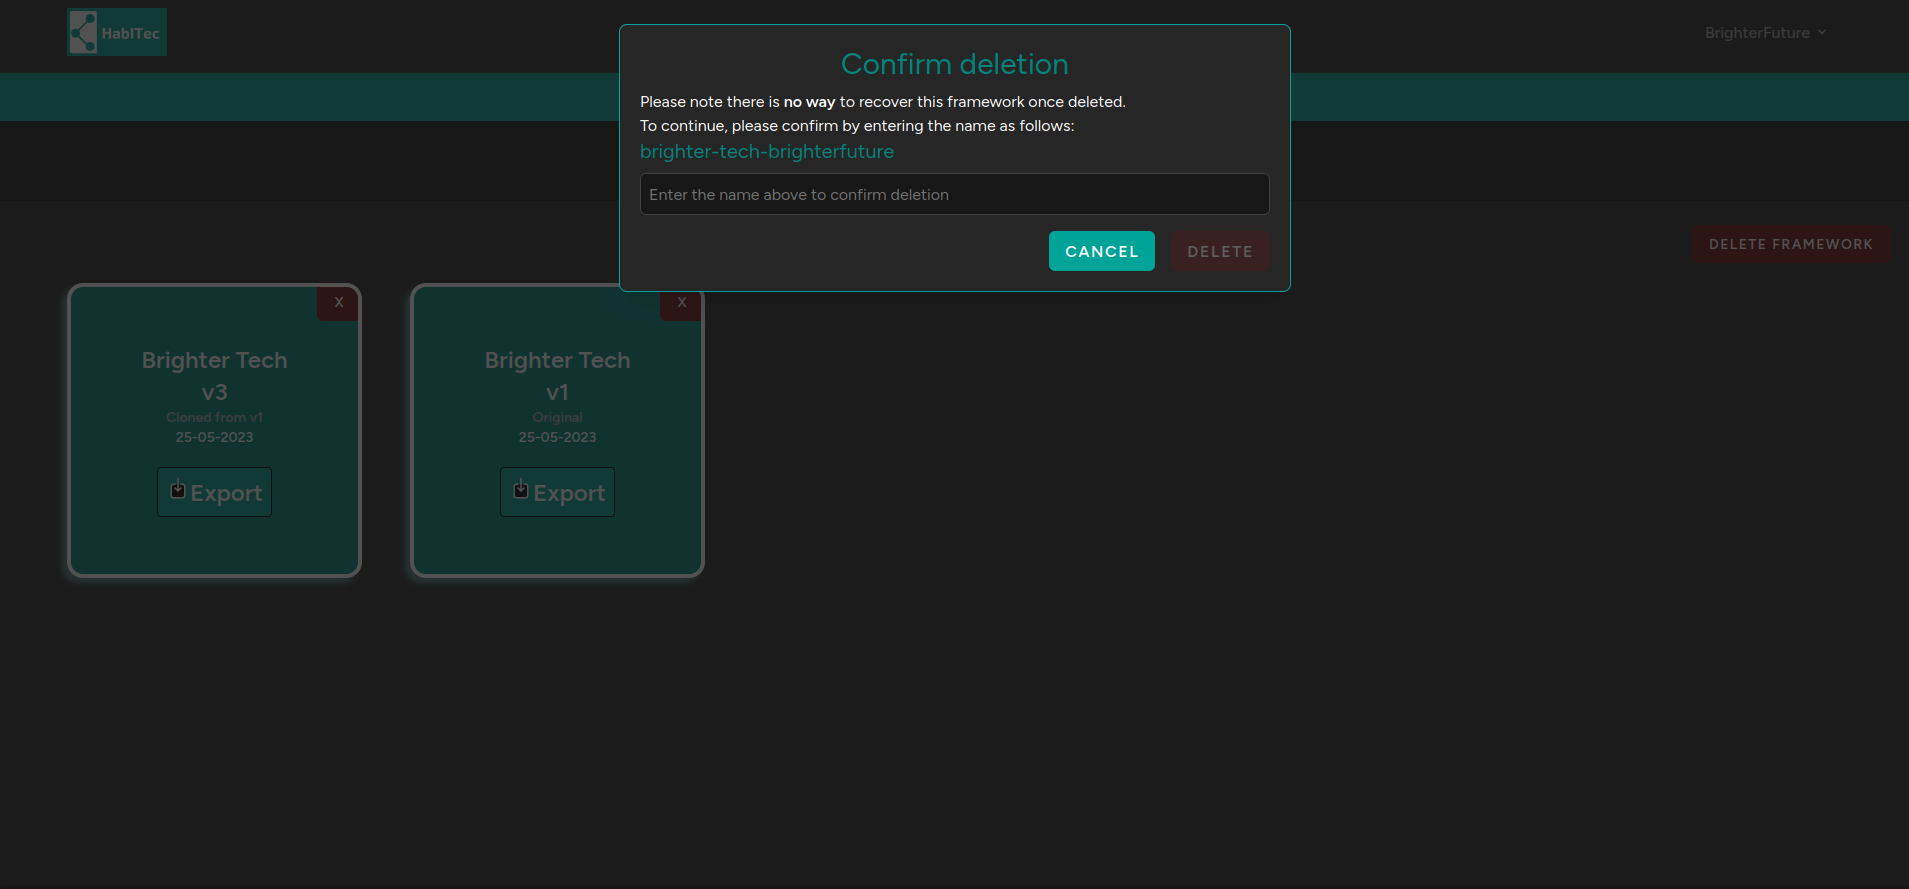 HabITec
BrighterFuture
Confirm deletion
Please note there is no way to recover this framework once deleted.
To continue, please confirm by entering the name as follows:
brighter-tech-brighterfuture
Enter the name above to confirm deletion
CANCEL
DELETE
DELETE FRAMEWORK
X
Brighter Tech
v3
Cloned from v1
25-05-2023
Export
X
Brighter Tech
v1
Original
25-05-2023
Export